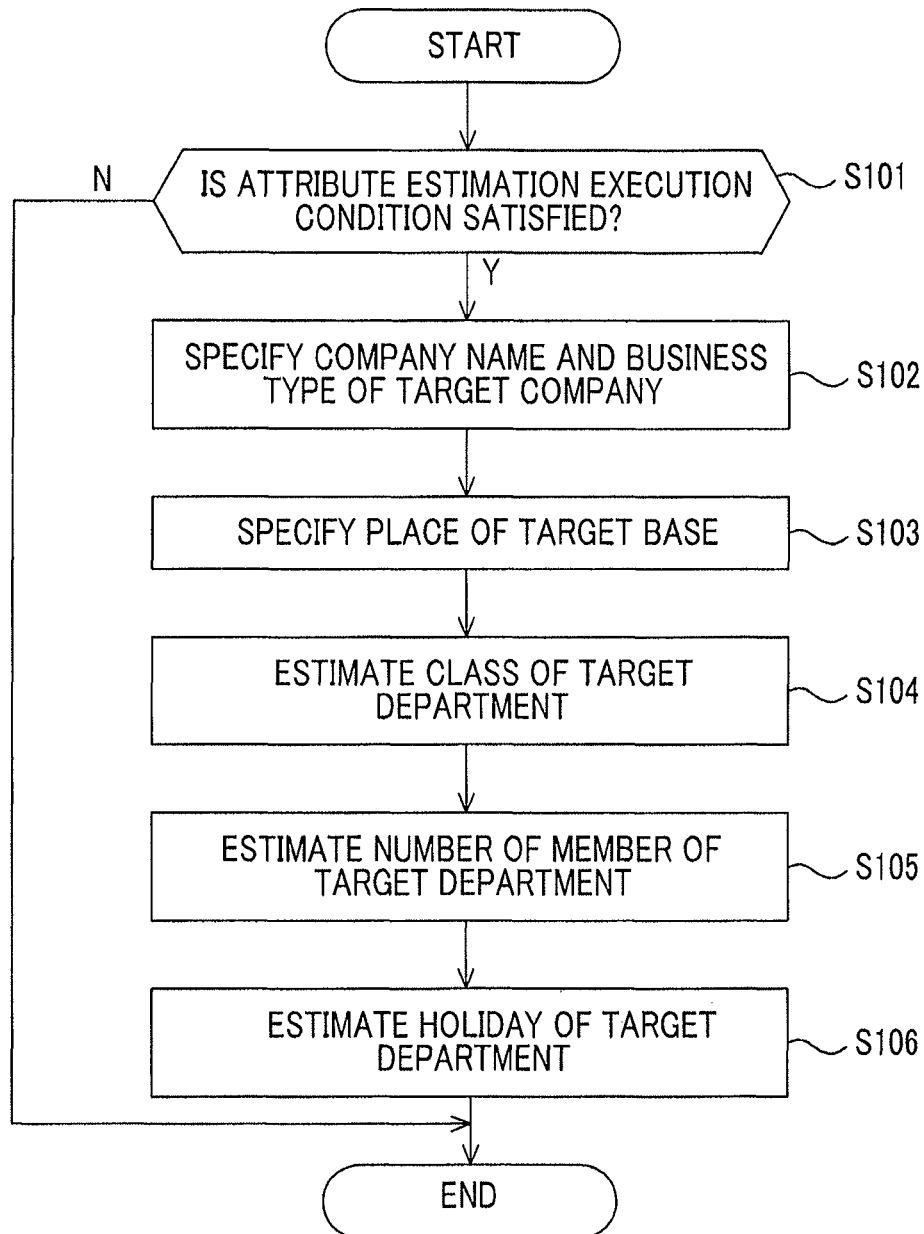 START
N
IS ATTRIBUTE ESTIMATION EXECUTION
CONDITION SATISFIED?
S101
Y
SPECIFY COMPANY NAME AND BUSINESS
TYPE OF TARGET COMPANY
S102
SPECIFY PLACE OF TARGET BASE
S103
ESTIMATE CLASS OF TARGET
DEPARTMENT
S104
ESTIMATE NUMBER OF MEMBER OF
TARGET DEPARTMENT
S105
ESTIMATE HOLIDAY OF TARGET
DEPARTMENT
S106
END